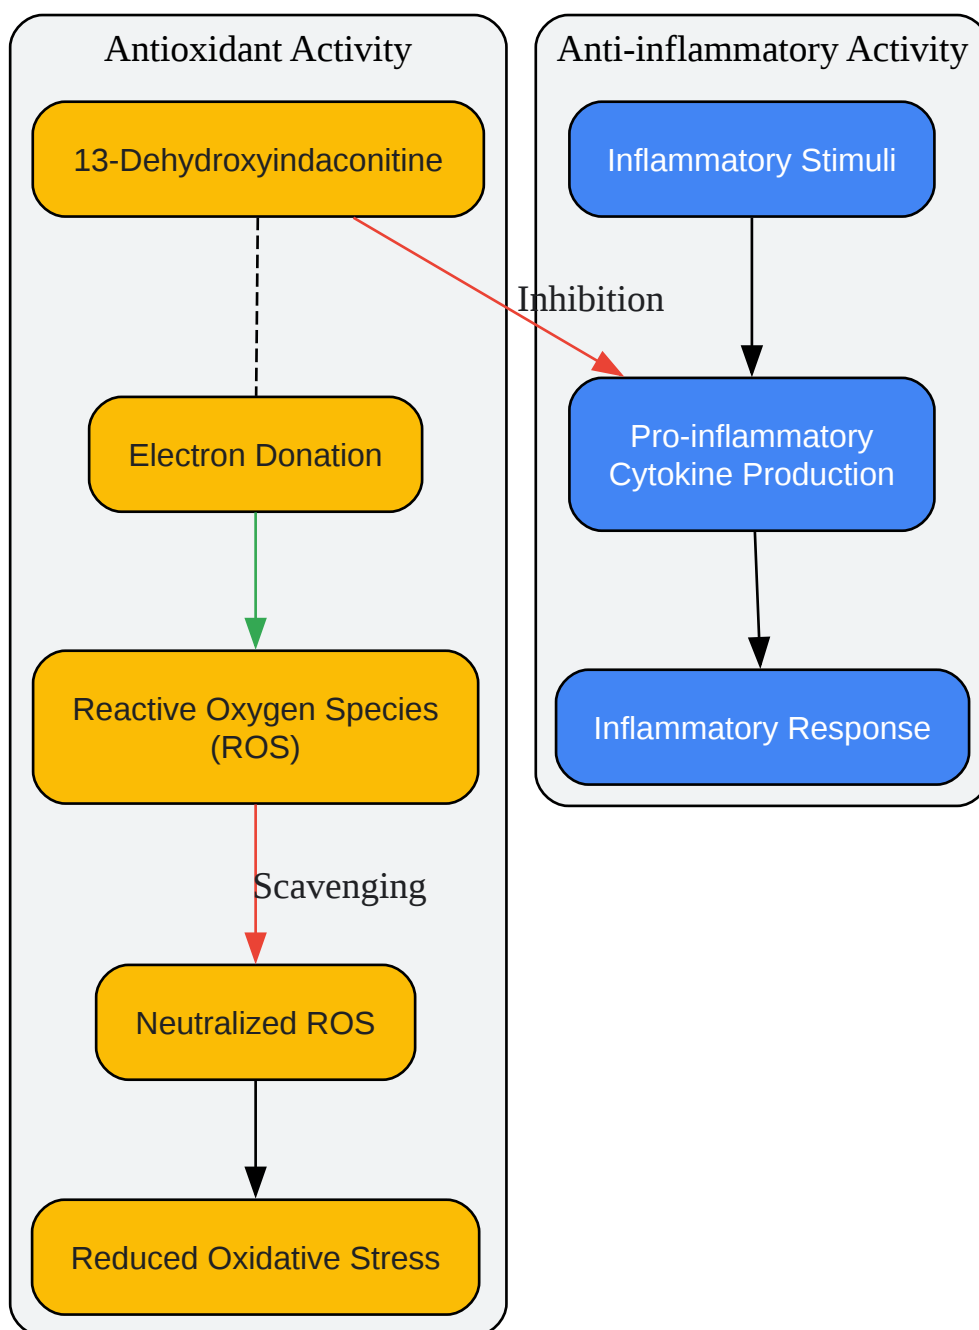 Antioxidant Activity
13-Dehydroxyindaconitine
Electron Donation
Reactive Oxygen Species
(ROS)
Scavenging
Neutralized ROS
Reduced Oxidative Stress
Inhibition
Anti-inflammatory Activity
Inflammatory Stimuli
Pro-inflammatory
Cytokine Production
Inflammatory Response